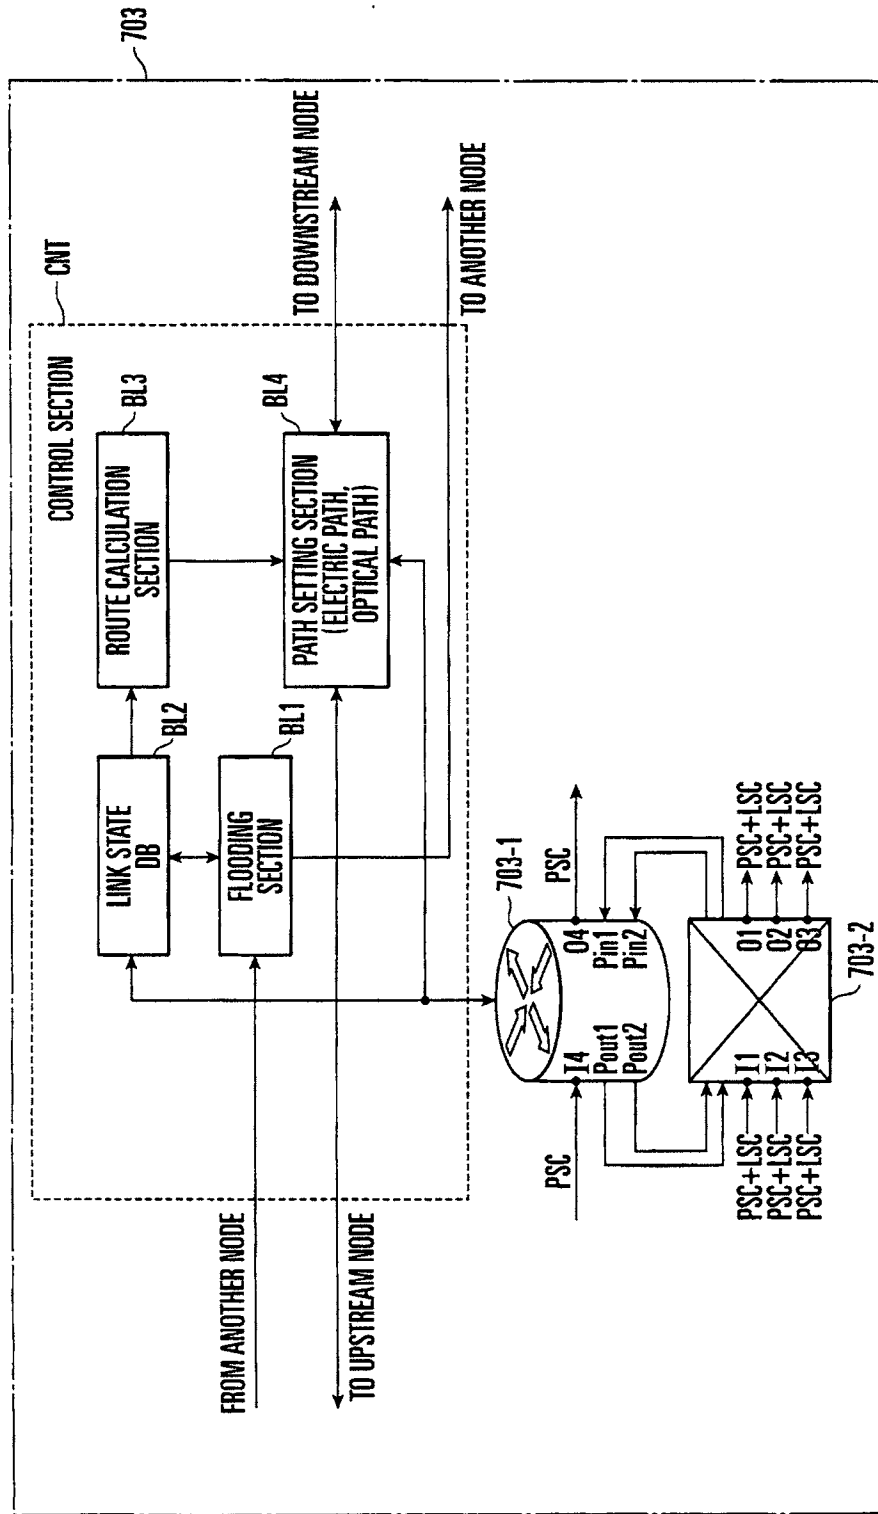 703
CNT
CONTROL SECTION
BL2
LINK STATE
DB
BL3
ROUTE CALCULATION
SECTION
BL1
FLOODING
SECTION
BL4
PATH SETTING SECTION
(ELECTRIC PATH,
OPTICAL PATH)
FROM ANOTHER NODE
TO UPSTREAM NODE
TO DOWNSTREAM NODE
TO ANOTHER NODE
703-1
PSC
I4
O4
PSC
Pout1
Pin1
Pout2
Pin2
PSC+LSC
I1
O1
PSC+LSC
PSC+LSC
I2
O2
PSC+LSC
PSC+LSC
I3
O3
PSC+LSC
703-2